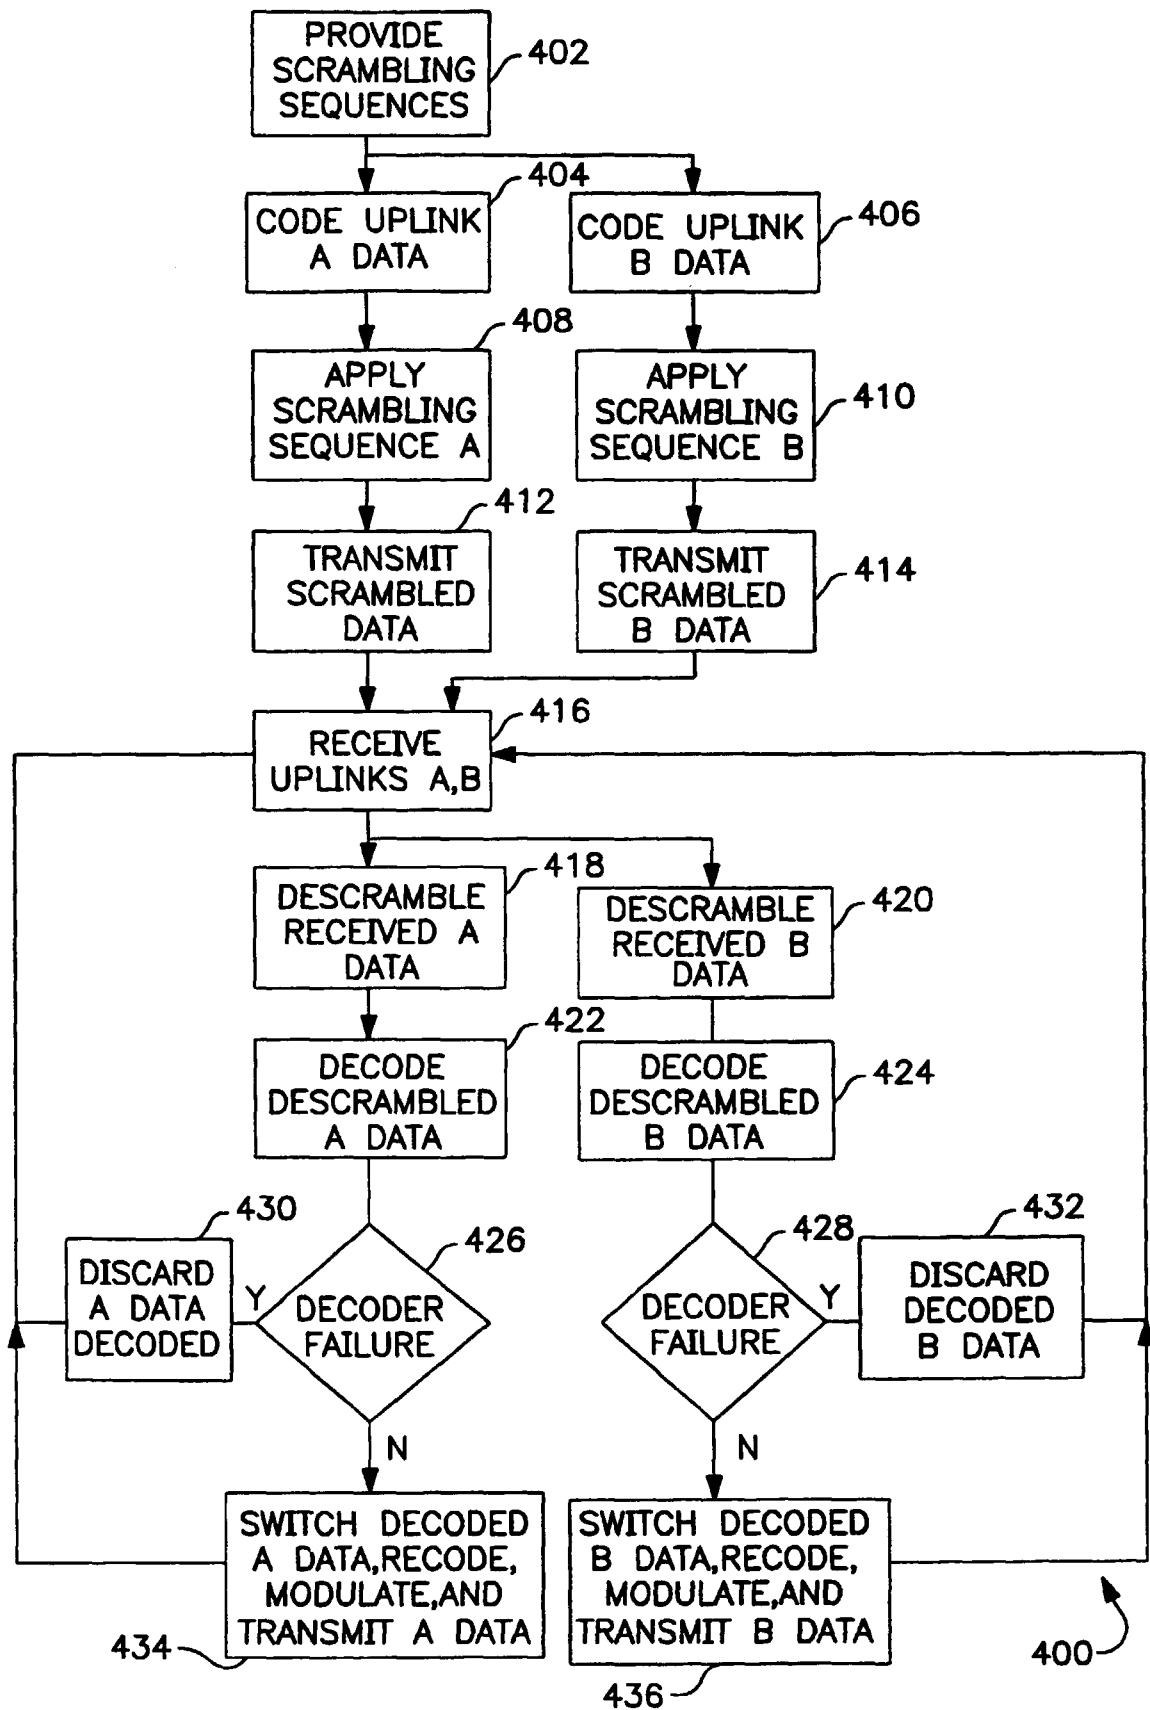 PROVIDE
SCRAMBLING
SEQUENCES
402
404
CODE UPLINK
A DATA
CODE UPLINK
B DATA
406
408
APPLY
SCRAMBLING
SEQUENCE A
APPLY
SCRAMBLING
SEQUENCE B
410
412
TRANSMIT
SCRAMBLED
DATA
TRANSMIT
SCRAMBLED
B DATA
414
416
RECEIVE
UPLINKS A,B
418
DESCRAMBLE
RECEIVED A
DATA
DESCRAMBLE
RECEIVED B
DATA
420
422
DECODE
DESCRAMBLED
A DATA
DECODE
DESCRAMBLED
B DATA
424
430
DISCARD
A DATA
DECODED
Y
426
DECODER
FAILURE
N
428
DECODER
FAILURE
Y
N
432
DISCARD
DECODED
B DATA
SWITCH DECODED
A DATA,RECODE,
MODULATE,AND
TRANSMIT A DATA
434
SWITCH DECODED
B DATA,RECODE,
MODULATE,AND
TRANSMIT B DATA
436
400